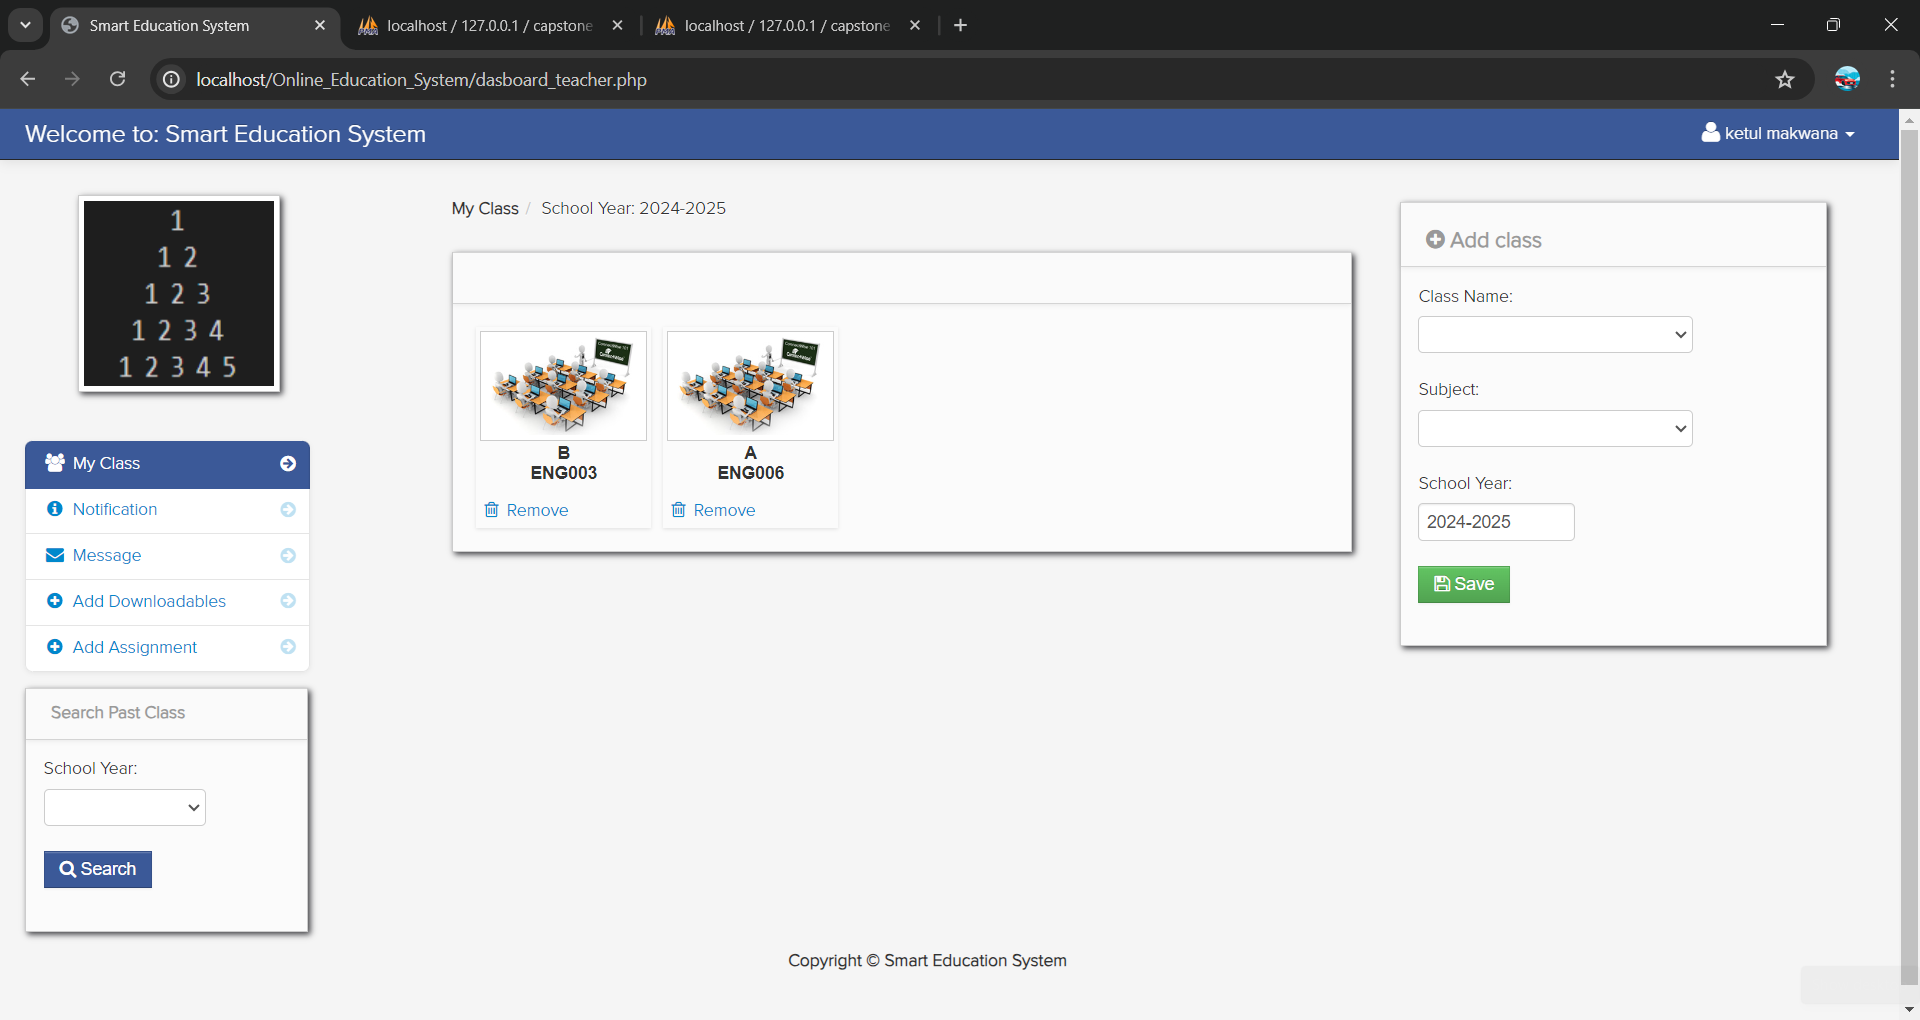 Smart Education System
localhost / 127.0.0.1 / capstone
localhost / 127.0.0.1 / capstone
localhost/Online_Education_System/dasboard_teacher.php
Welcome to: Smart Education System
ketul makwana
1
1 2
1 2 3
1 2 3 4
1 2 3 4 5
My Class
Notification
Message
Add Downloadables
Add Assignment
Search Past Class
School Year:
Search
My Class / School Year: 2024-2025
B
ENG003
Remove
A
ENG006
Remove
Add class
Class Name:
Subject:
School Year:
2024-2025
Save
Copyright © Smart Education System